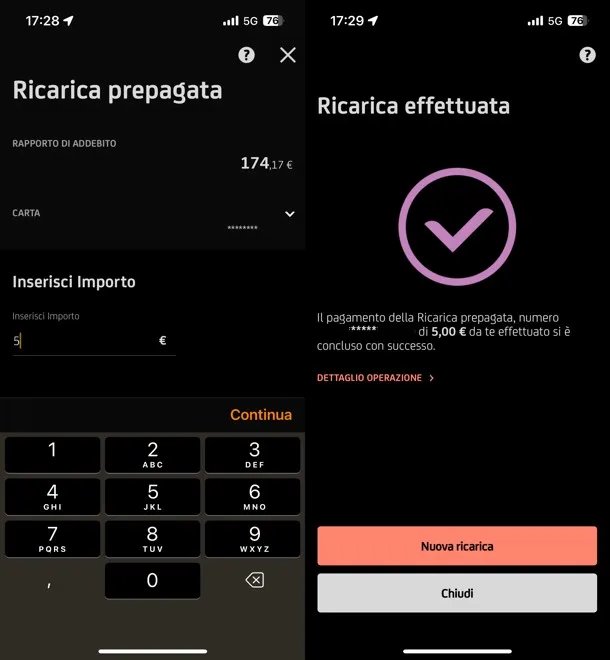 17:28
5G 76
?
Ricarica prepagata
RAPPORTO DI ADDEBITO
174,17 €
CARTA
********
Inserisci Importo
Inserisci Importo
5 €
Continua
1 2 3
ABC DEF
4 5 6
GHI JKL MNO
7 8 9
PQRS TUV WXYZ
, 0
17:29
5G 76
?
Ricarica effettuata
Il pagamento della Ricarica prepagata, numero
***** di 5,00 € da te effettuato si è
concluso con successo.
DETTAGLIO OPERAZIONE
Nuova ricarica
Chiudi